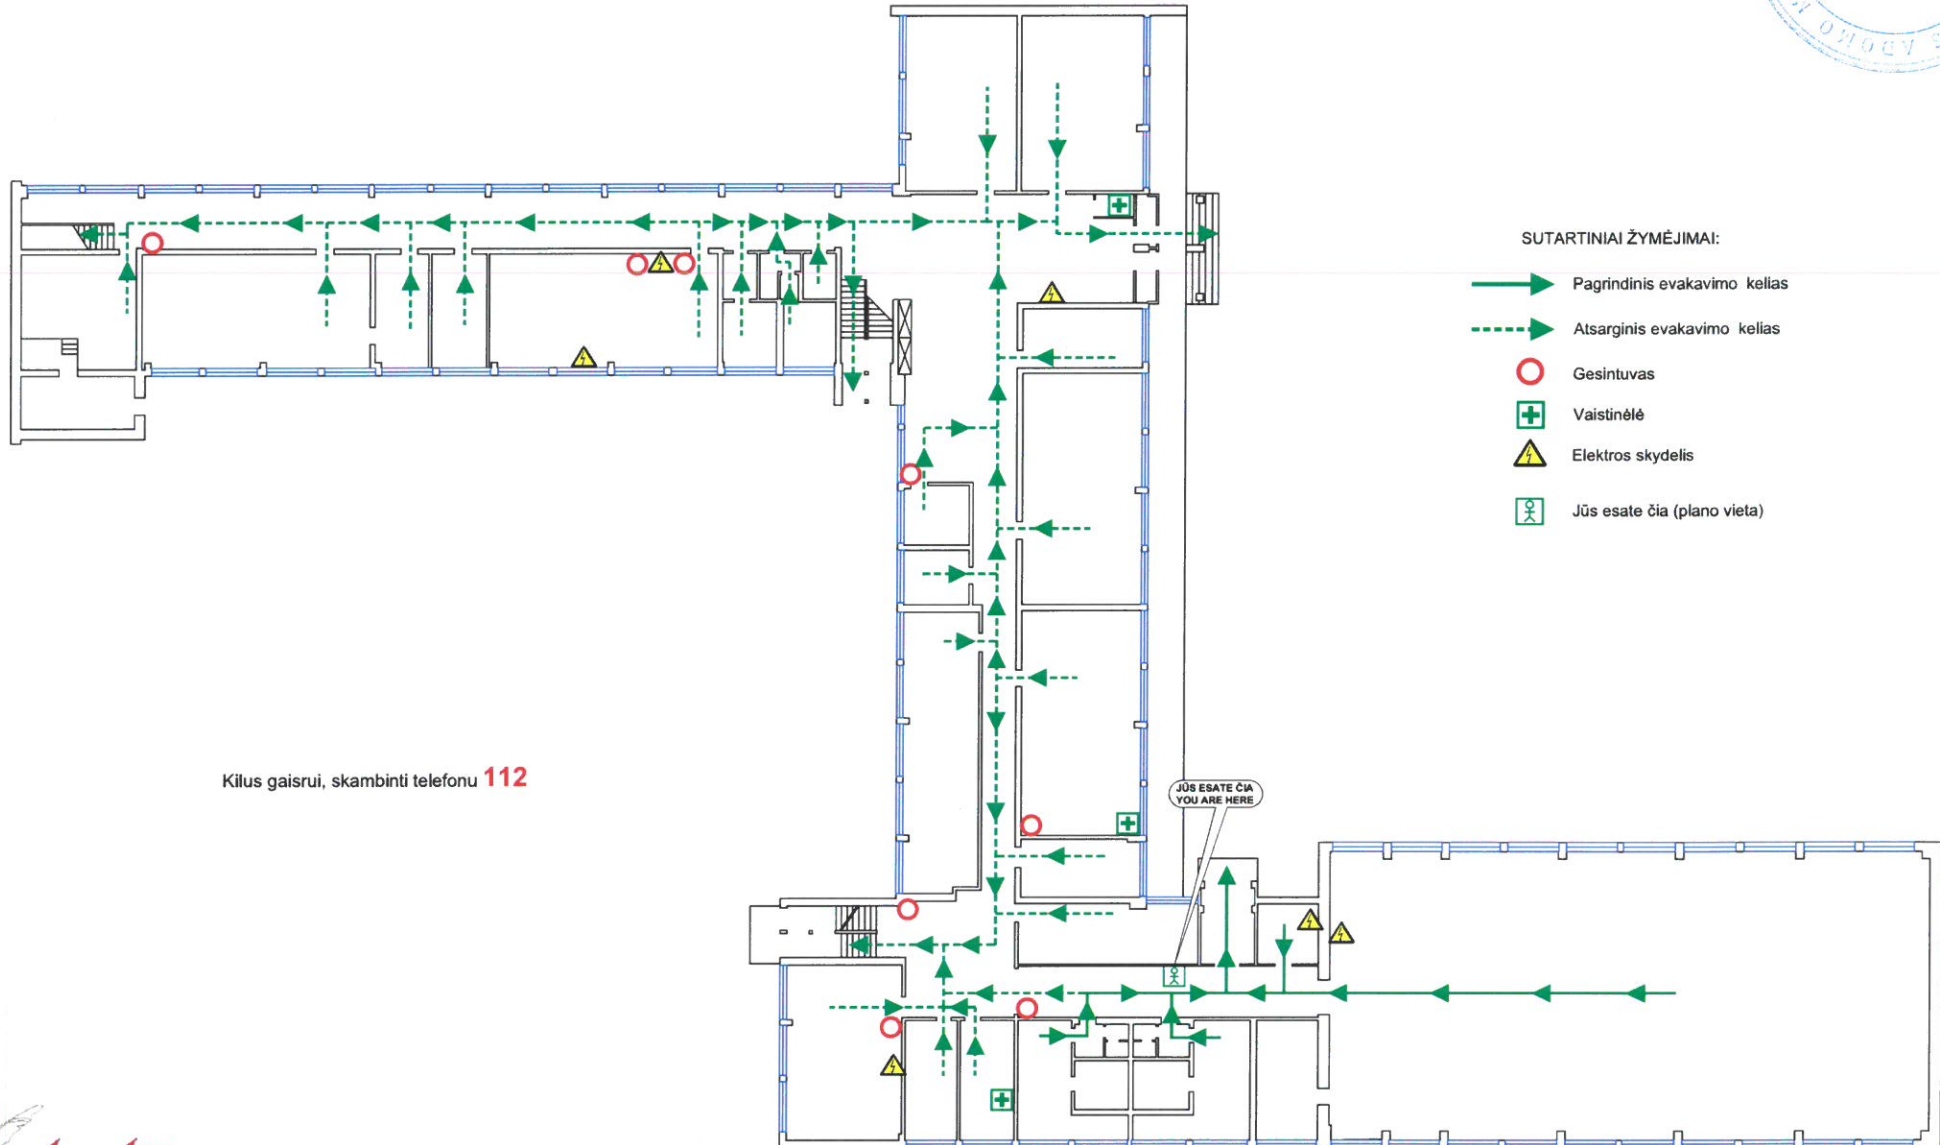 SUTARTINIAI ŽYMĖJIMAI:
Pagrindinis evakavimo kelias
Atsarginis evakavimo kelias
Gesintuvas
Vaistinėlė
Elektros skydelis
Jūs esate čia (plano vieta)
Kilus gaisrui, skambinti telefonu 112
JŪS ESATE ČIA
YOU ARE HERE
ADOMO